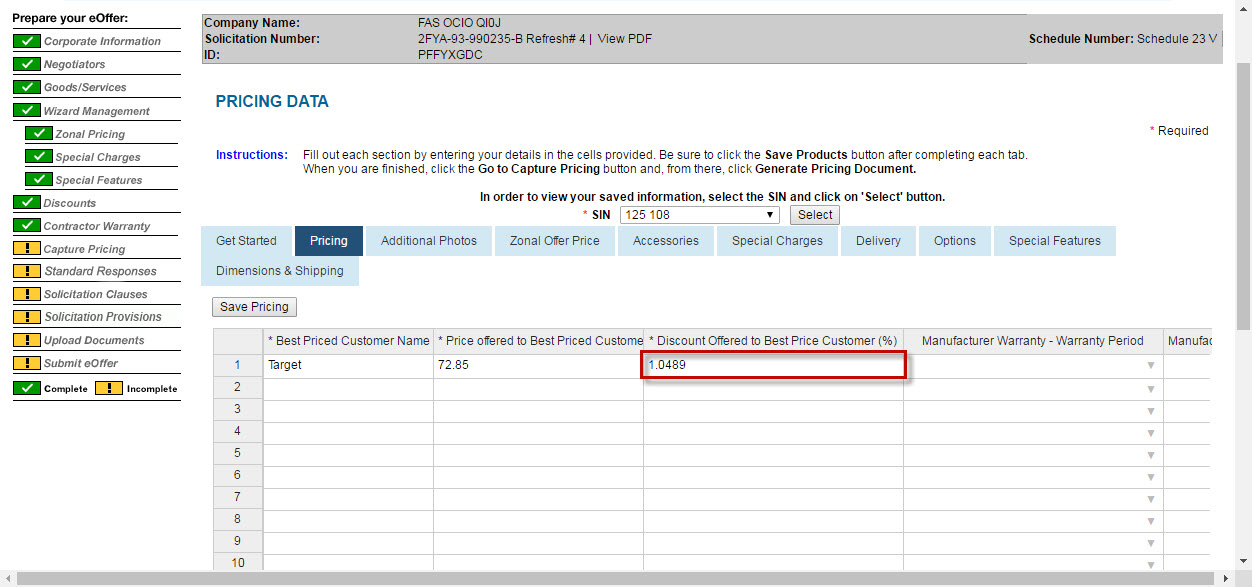 Prepare your eOffer:
Corporate Information
Negotiators
Goods/Services
Wizard Management
Zonal Pricing
Special Charges
Special Features
Discounts
Contractor Warranty
Capture Pricing
Standard Responses
Solicitation Clauses
Solicitation Provisions
Upload Documents
Submit eOffer
Complete Incomplete
Company Name: FAS OCIO QI0J
Solicitation Number: 2FYA-93-990235-B Refresh# 4 | View PDF Schedule Number: Schedule 23 V
ID: PFFYXGDC
PRICING DATA
* Required
Instructions: Fill out each section by entering your details in the cells provided. Be sure to click the Save Products button after completing each tab.
When you are finished, click the Go to Capture Pricing button and, from there, click Generate Pricing Document.
In order to view your saved information, select the SIN and click on 'Select' button.
* SIN 125 108 Select
Get Started Pricing Additional Photos Zonal Offer Price Accessories Special Charges Delivery Options Special Features
Dimensions & Shipping
Save Pricing
* Best Priced Customer Name * Price offered to Best Priced Custome * Discount Offered to Best Price Customer (%) Manufacturer Warranty - Warranty Period Manufac
1 Target 72.85 1.0489
2
3
4
5
6
7
8
9
10